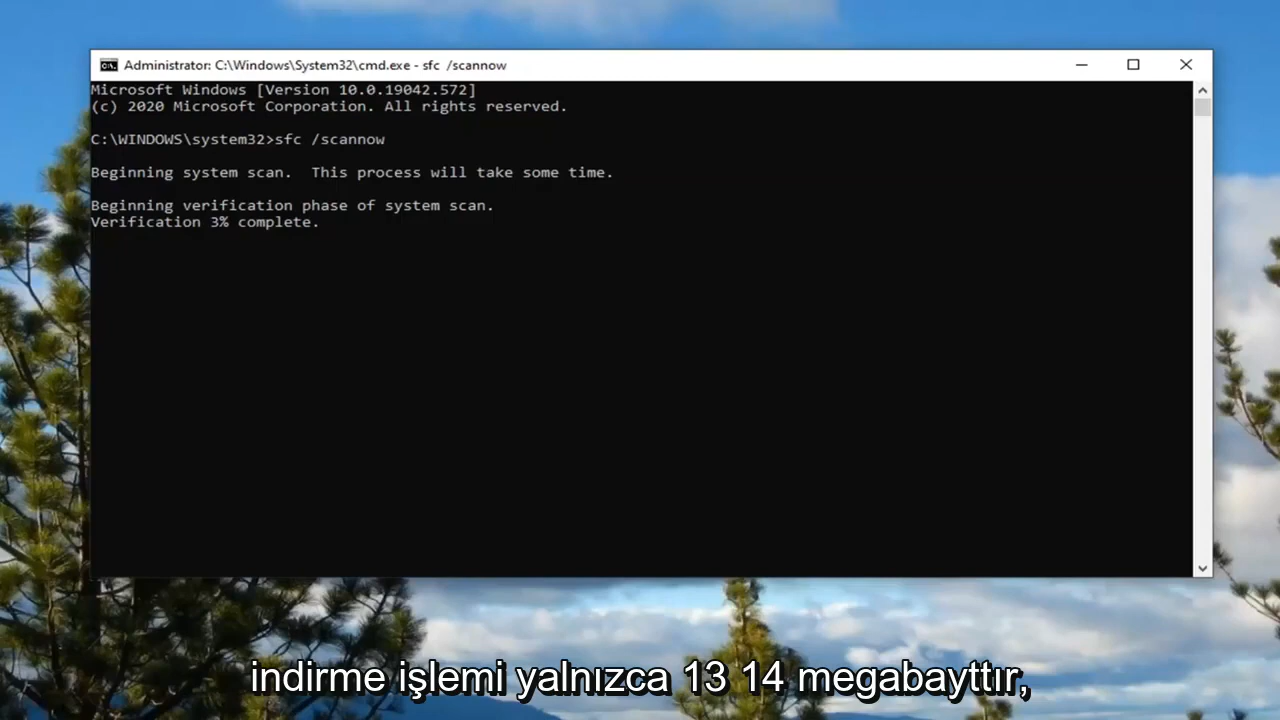 Administrator: C:\Windows\System32\cmd.exe - sfc /scannow
Microsoft Windows [Version 10.0.19042.572]
(c) 2020 Microsoft Corporation. All rights reserved.
C:\WINDOWS\system32>sfc /scannow
Beginning system scan.  This process will take some time.
Beginning verification phase of system scan.
Verification 3% complete.
indirme işlemi yalnızca 13 14 megabayttır,